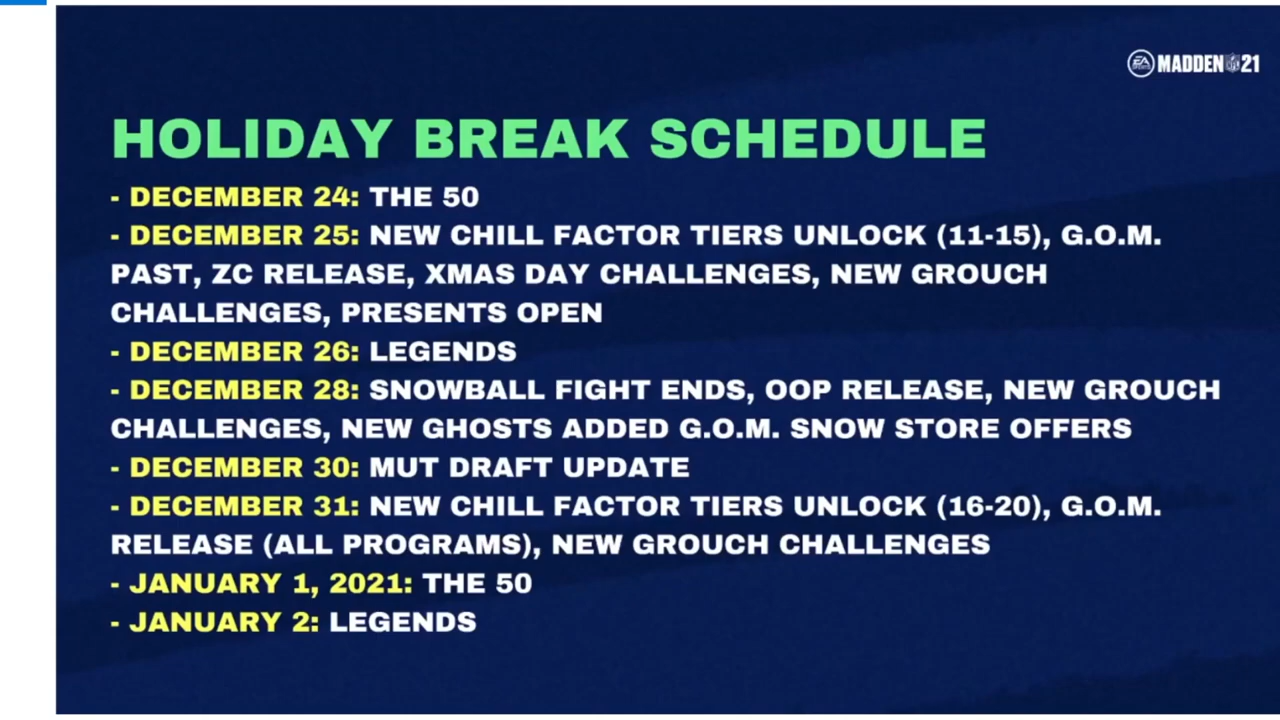 EA SPORTS MADDEN NFL 21
HOLIDAY BREAK SCHEDULE
- DECEMBER 24: THE 50
- DECEMBER 25: NEW CHILL FACTOR TIERS UNLOCK (11-15), G.O.M.
PAST, ZC RELEASE, XMAS DAY CHALLENGES, NEW GROUCH
CHALLENGES, PRESENTS OPEN
- DECEMBER 26: LEGENDS
- DECEMBER 28: SNOWBALL FIGHT ENDS, OOP RELEASE, NEW GROUCH
CHALLENGES, NEW GHOSTS ADDED G.O.M. SNOW STORE OFFERS
- DECEMBER 30: MUT DRAFT UPDATE
- DECEMBER 31: NEW CHILL FACTOR TIERS UNLOCK (16-20), G.O.M.
RELEASE (ALL PROGRAMS), NEW GROUCH CHALLENGES
- JANUARY 1, 2021: THE 50
- JANUARY 2: LEGENDS